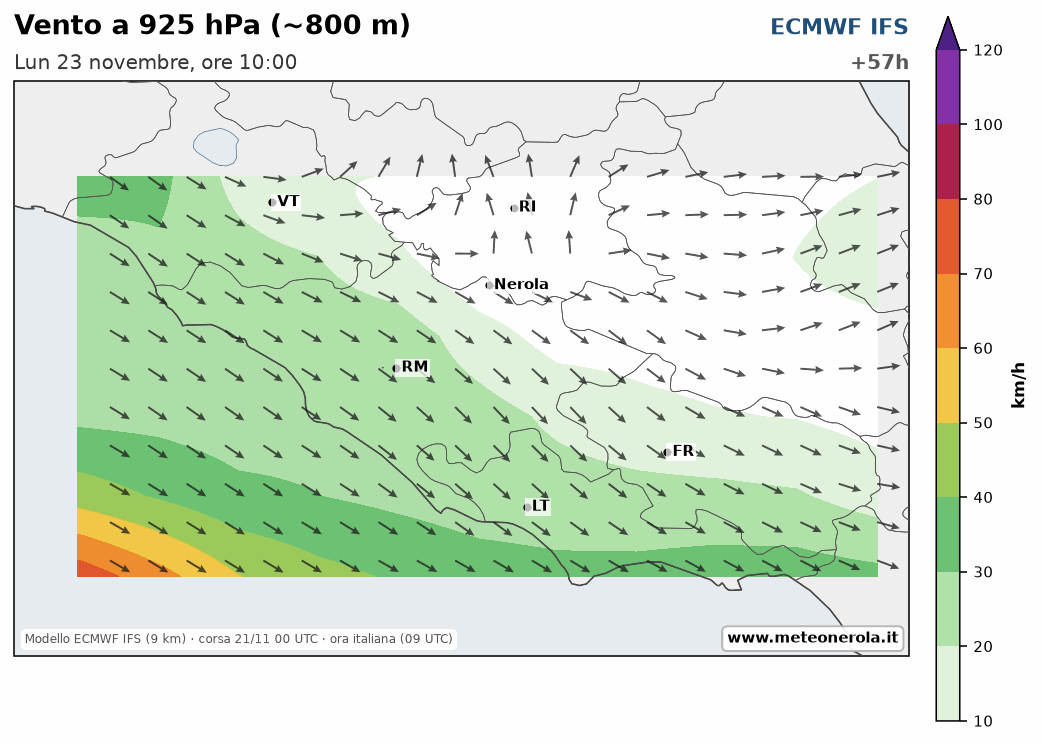 Vento a 925 hPa (~800 m)
ECMWF IFS
Lun 23 novembre, ore 10:00
+57h
VT
RI
Nerola
RM
FR
LT
120
100
80
70
60
50
40
30
20
10
km/h
Modello ECMWF IFS (9 km) · corsa 21/11 00 UTC · ora italiana (09 UTC)
www.meteonerola.it